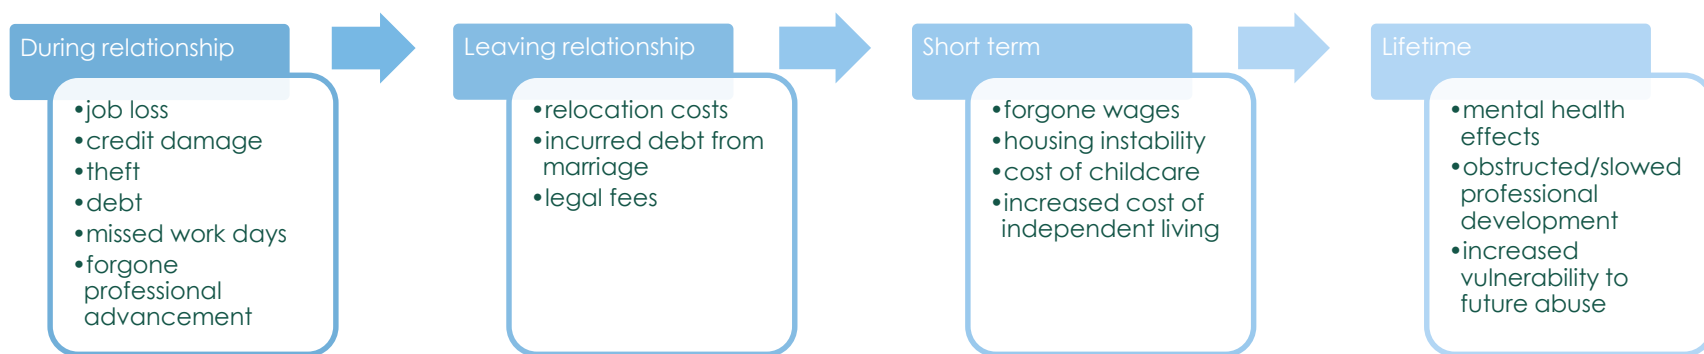 During relationship
•job loss
•credit damage
•theft
•debt
•missed work days
•forgone
professional
advancement
Leaving relationship
•relocation costs
•incurred debt from
marriage
•legal fees
Short term
•forgone wages
•housing instability
•cost of childcare
•increased cost of
independent living
Lifetime
•mental health
effects
•obstructed/slowed
professional
development
•increased
vulnerability to
future abuse